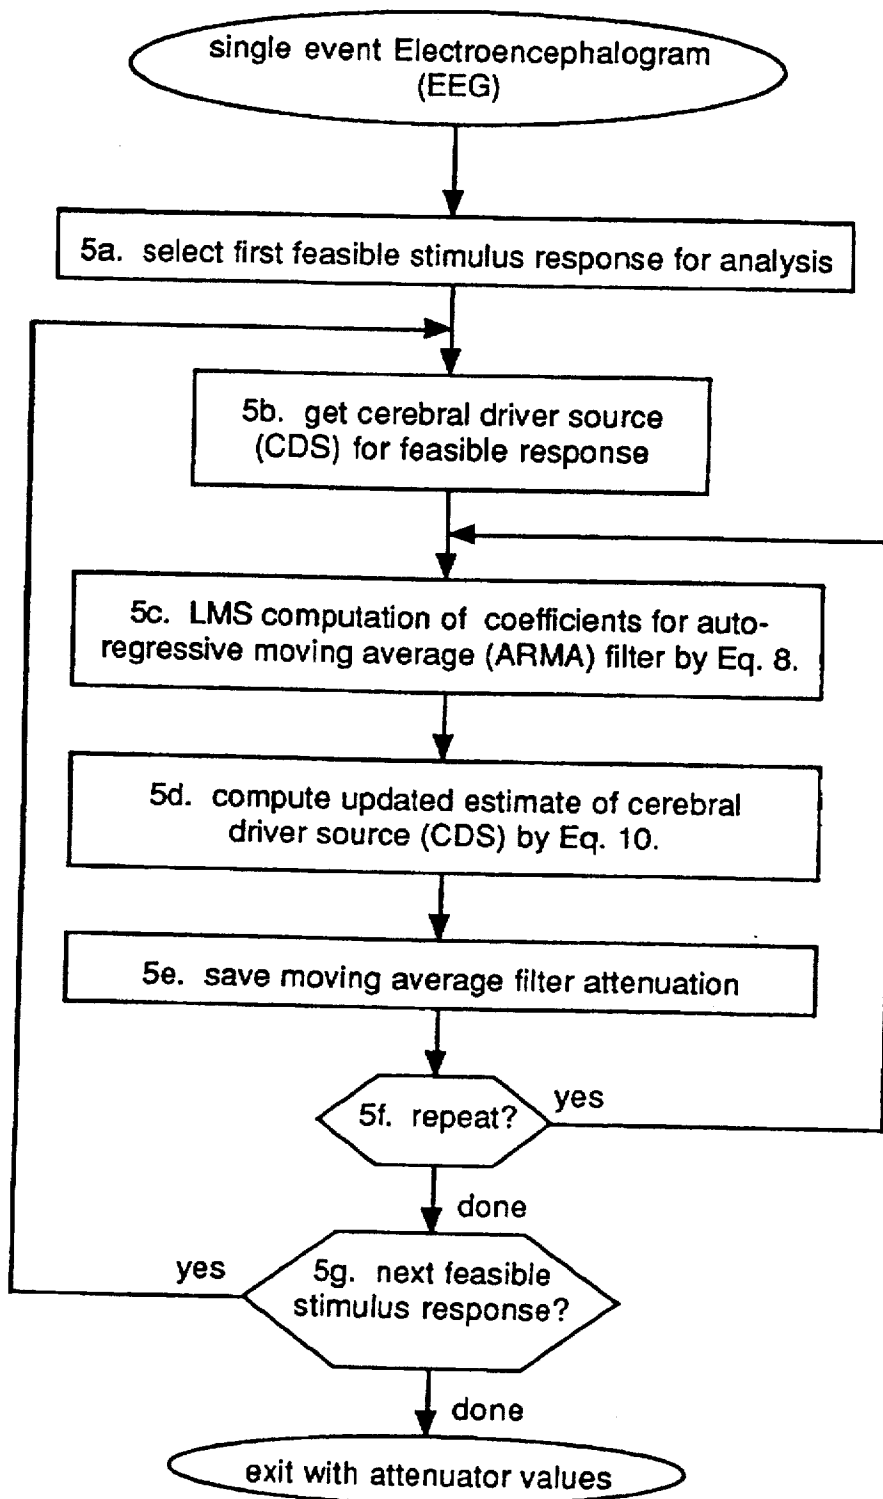 single event Electroencephalogram
(EEG)
5a. select first feasible stimulus response for analysis
5b. get cerebral driver source
(CDS) for feasible response
5c. LMS computation of coefficients for auto-
regressive moving average (ARMA) filter by Eq. 8.
5d. compute updated estimate of cerebral
driver source (CDS) by Eq. 10.
5e. save moving average filter attenuation
5f. repeat?
yes
done
yes
5g. next feasible
stimulus response?
done
exit with attenuator values